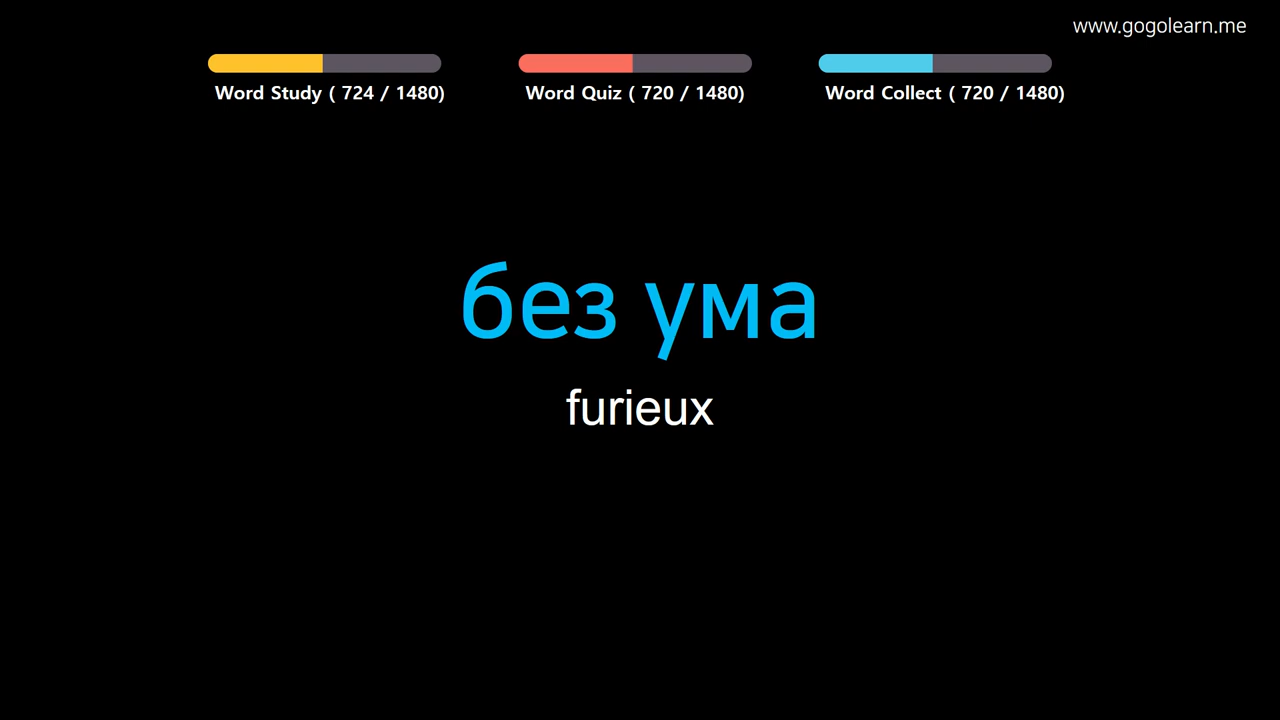 www.gogolearn.me
Word Study ( 724 / 1480)
Word Quiz ( 720 / 1480)
Word Collect ( 720 / 1480)
без ума
furieux